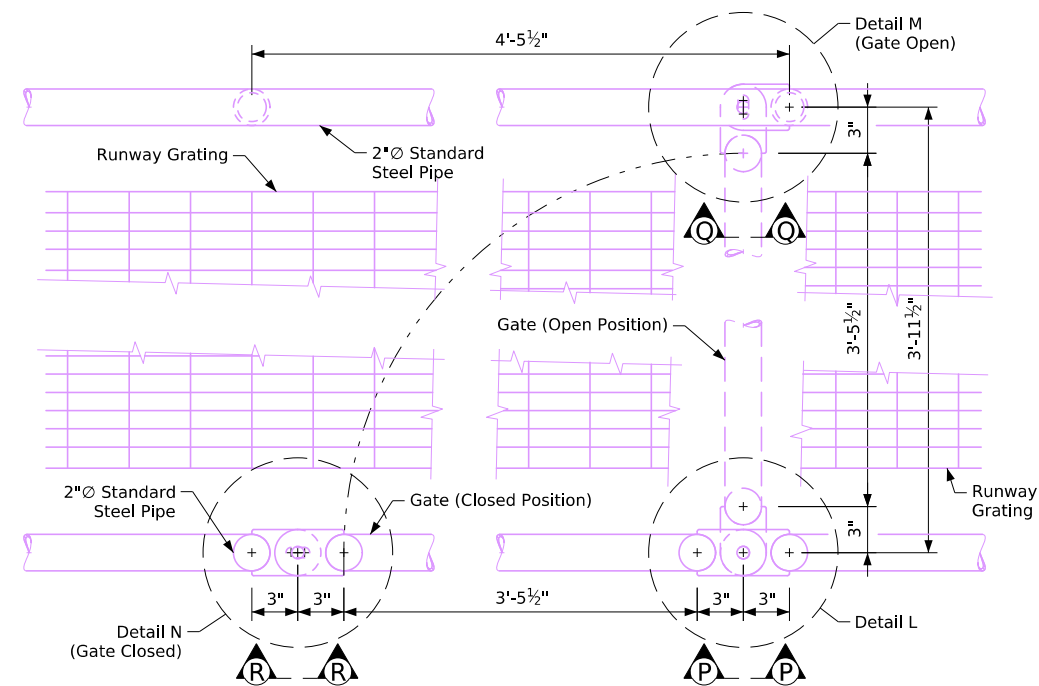 Detail M
(Gate Open)
4'-5½"
3"
2"∅ Standard
Steel Pipe
Runway Grating
Q Q
3'-5½"
3'-11½"
Gate (Open Position)
2"∅ Standard
Steel Pipe
Gate (Closed Position)
Runway
Grating
3"
3" 3" 3'-5½" 3" 3"
Detail N
(Gate Closed)
Detail L
R R P P